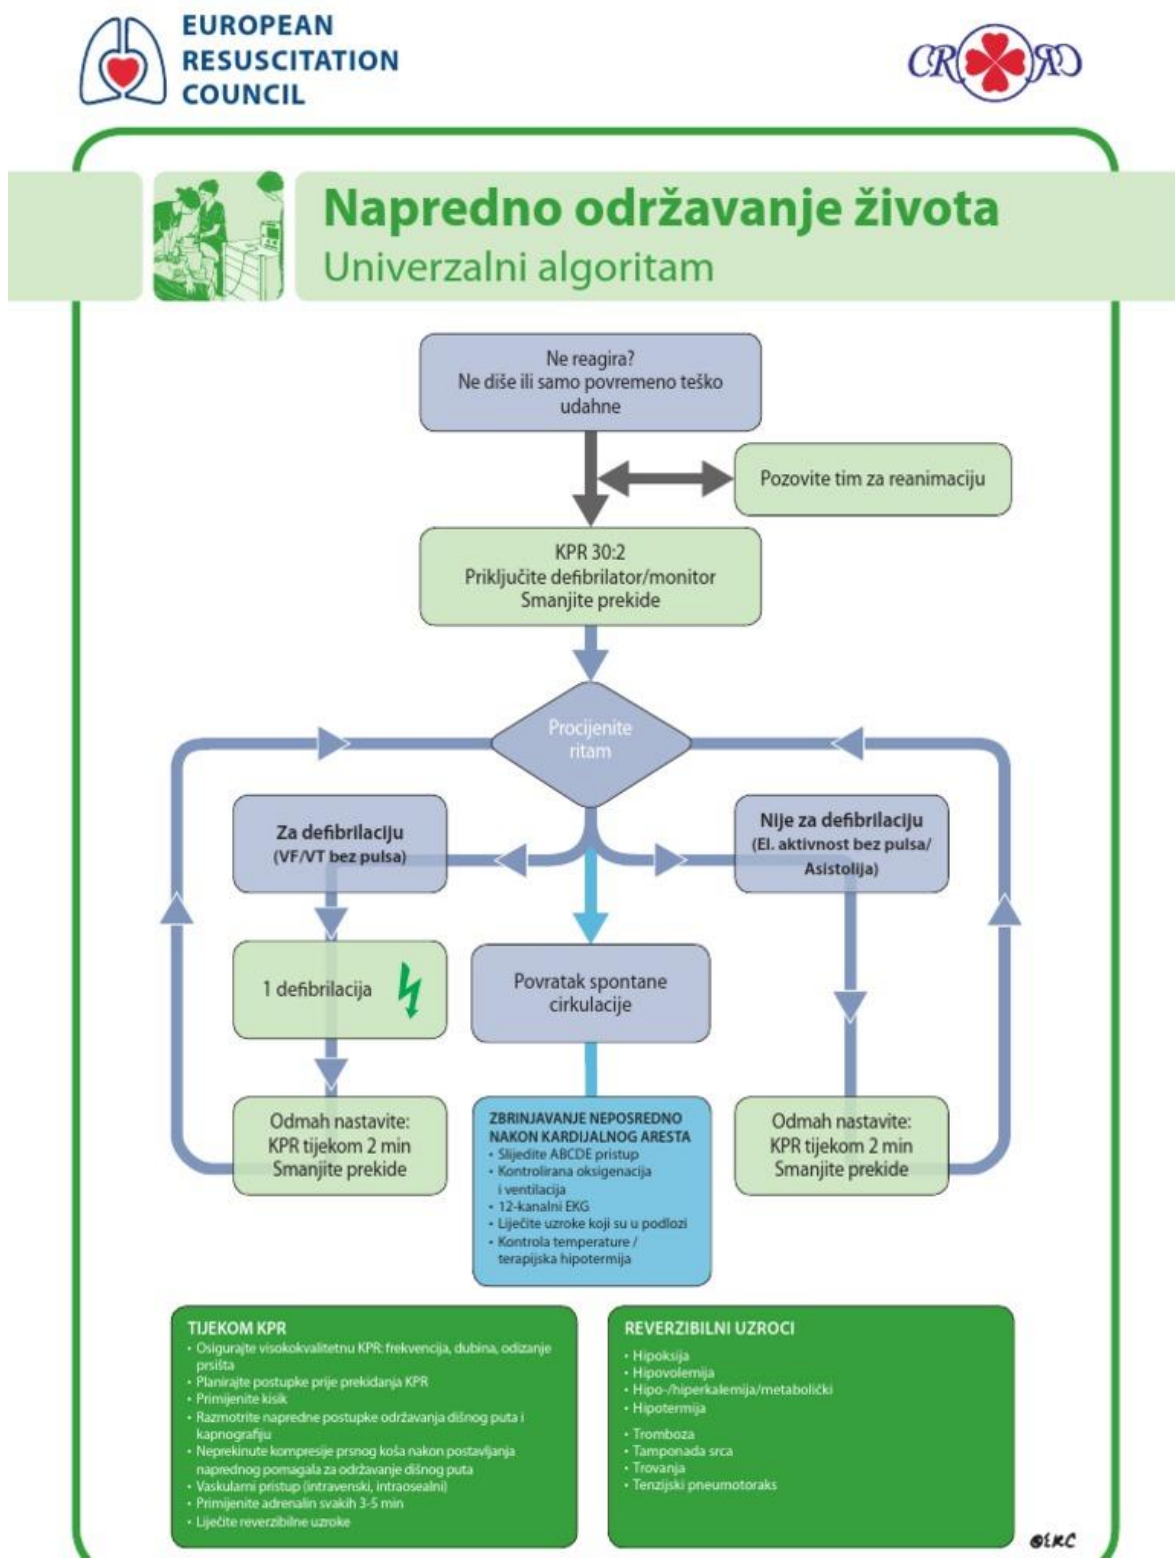 EUROPEAN
RESUSCITATION
COUNCIL
CR RC
Napredno održavanje života
Univerzalni algoritam
Ne reagira?
Ne diše ili samo povremeno teško
udahne
Pozovite tim za reanimaciju
KPR 30:2
Priključite defibrilator/monitor
Smanjite prekide
Procijenite
ritam
Za defibrilaciju
(VF/VT bez pulsa)
Nije za defibrilaciju
(El. aktivnost bez pulsa/
Asistolija)
1 defibrilacija
Povratak spontane
cirkulacije
Odmah nastavite:
KPR tijekom 2 min
Smanjite prekide
ZBRINJAVANJE NEPOSREDNO
NAKON KARDIJALNOG ARESTA
• Slijedite ABCDE pristup
• Kontrolirana oksigenacija
i ventilacija
• 12-kanalni EKG
• Liječite uzroke koji su u podlozi
• Kontrola temperature /
terapijska hipotermija
Odmah nastavite:
KPR tijekom 2 min
Smanjite prekide
TIJEKOM KPR
• Osigurajte visokokvalitetnu KPR: frekvencija, dubina, odizanje
prsišta
• Planirajte postupke prije prekidanja KPR
• Primijenite kisik
• Razmotrite napredne postupke održavanja dišnog puta i
kapnografiju
• Neprekinute kompresije prsnog koša nakon postavljanja
naprednog pomagala za održavanje dišnog puta
• Vaskularni pristup (intravenski, intraosealni)
• Primijenite adrenalin svakih 3-5 min
• Liječite reverzibilne uzroke
REVERZIBILNI UZROCI
• Hipoksija
• Hipovolemija
• Hipo-/hiperkalemija/metabolički
• Hipotermija
• Tromboza
• Tamponada srca
• Trovanja
• Tenzijski pneumotoraks
©ERC